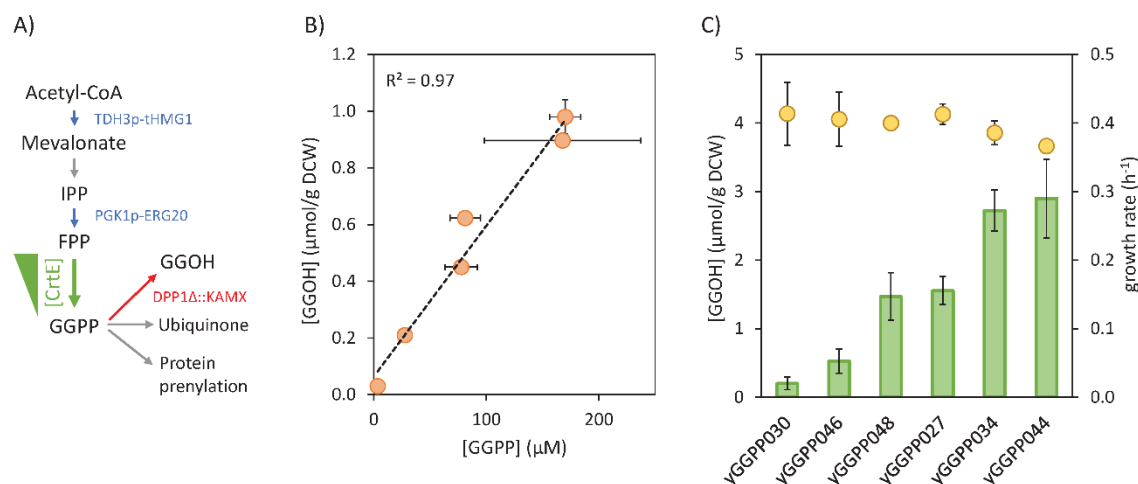 A)
Acetyl-CoA
TDH3p-tHMG1
Mevalonate
IPP
PGK1p-ERG20
FPP
[CrtE]
GGOH
DPP1Δ::KAMX
GGPP
Ubiquinone
Protein
prenylation
B)
[GGOH] (μmol/g DCW)
1.2
1.0
0.8
0.6
0.4
0.2
0.0
R² = 0.97
0
100
200
[GGPP] (μM)
C)
[GGOH] (μmol/g DCW)
5
4
3
2
1
0
0.5
0.4
0.3
0.2
0.1
0.0
growth rate (h⁻¹)
yGGPP030
yGGPP046
yGGPP048
yGGPP027
yGGPP034
yGGPP044